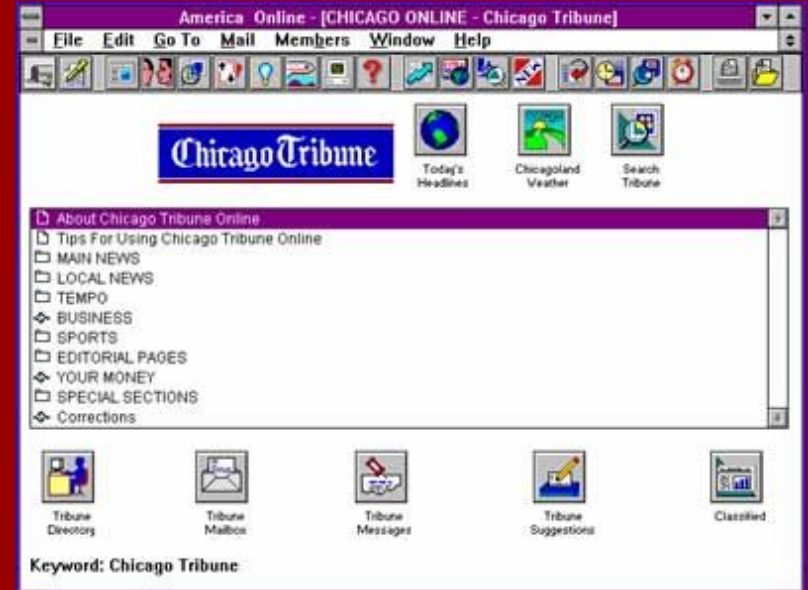 America Online - [CHICAGO ONLINE - Chicago Tribune]
File Edit Go To Mail Members Window Help
Chicago Tribune
Today's Headlines
Chicagoland Weather
Search Tribune
About Chicago Tribune Online
Tips For Using Chicago Tribune Online
MAIN NEWS
LOCAL NEWS
TEMPO
BUSINESS
SPORTS
EDITORIAL PAGES
YOUR MONEY
SPECIAL SECTIONS
Corrections
Tribune Directory
Tribune Mailbox
Tribune Messages
Tribune Suggestions
Classified
Keyword: Chicago Tribune